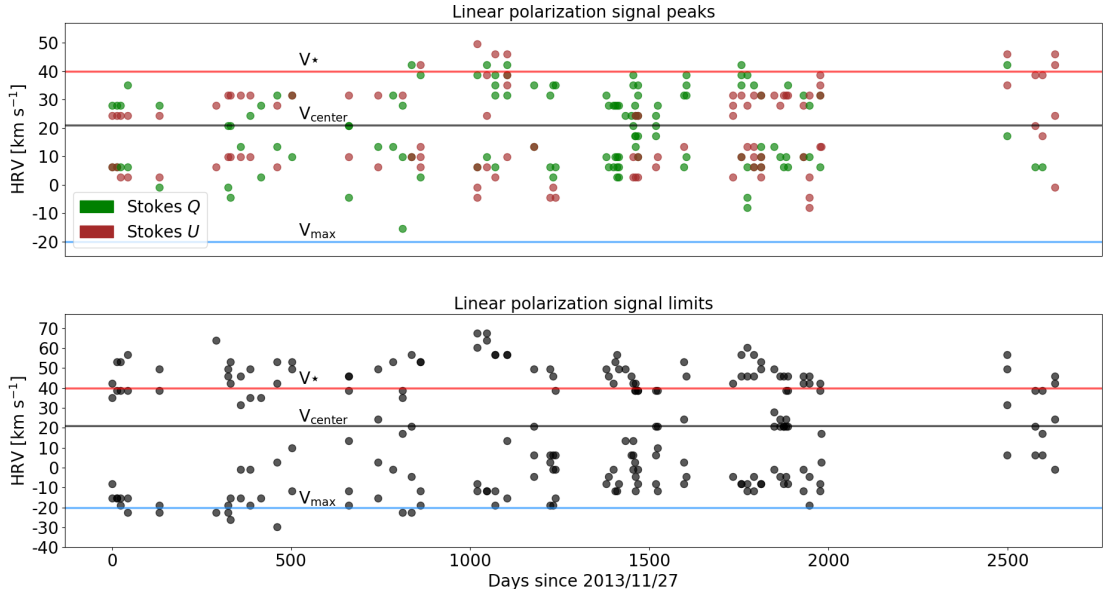 Linear polarization signal peaks
50
40
30
20
10
0
-10
-20
HRV [km s⁻¹]
V⋆
V_center
V_max
Stokes Q
Stokes U
Linear polarization signal limits
70
60
50
40
30
20
10
0
-10
-20
-30
-40
HRV [km s⁻¹]
V⋆
V_center
V_max
0 500 1000 1500 2000 2500
Days since 2013/11/27